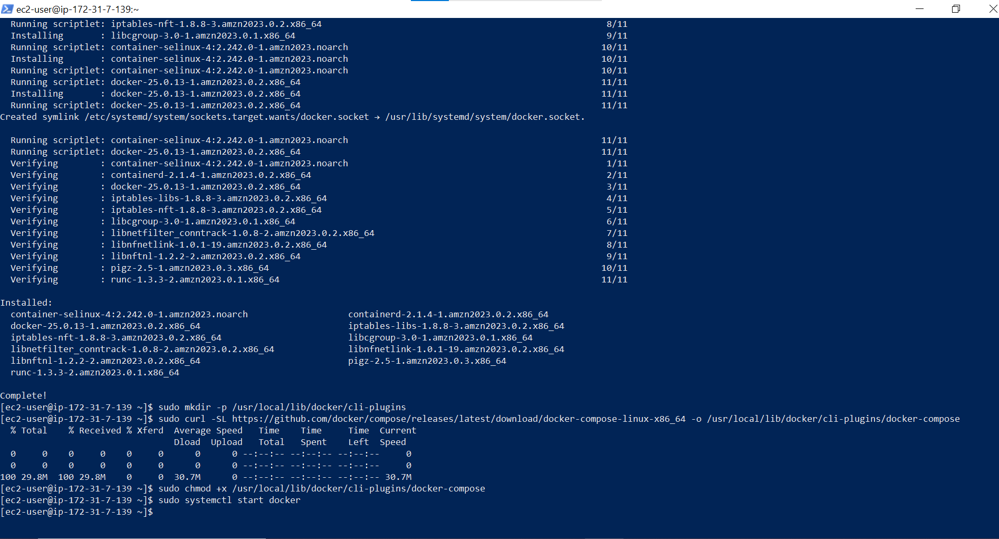 ec2-user@ip-172-31-7-139:~
Running scriptlet: iptables-nft-1.8.8-3.amzn2023.0.2.x86_64 8/11
Installing : libcgroup-3.0-1.amzn2023.0.1.x86_64 9/11
Running scriptlet: container-selinux-4:2.242.0-1.amzn2023.noarch 10/11
Installing : container-selinux-4:2.242.0-1.amzn2023.noarch 10/11
Running scriptlet: container-selinux-4:2.242.0-1.amzn2023.noarch 10/11
Running scriptlet: docker-25.0.13-1.amzn2023.0.2.x86_64 11/11
Installing : docker-25.0.13-1.amzn2023.0.2.x86_64 11/11
Running scriptlet: docker-25.0.13-1.amzn2023.0.2.x86_64 11/11
Created symlink /etc/systemd/system/sockets.target.wants/docker.socket → /usr/lib/systemd/system/docker.socket.
Running scriptlet: container-selinux-4:2.242.0-1.amzn2023.noarch 11/11
Running scriptlet: docker-25.0.13-1.amzn2023.0.2.x86_64 11/11
Verifying : container-selinux-4:2.242.0-1.amzn2023.noarch 1/11
Verifying : containerd-2.1.4-1.amzn2023.0.2.x86_64 2/11
Verifying : docker-25.0.13-1.amzn2023.0.2.x86_64 3/11
Verifying : iptables-libs-1.8.8-3.amzn2023.0.2.x86_64 4/11
Verifying : iptables-nft-1.8.8-3.amzn2023.0.2.x86_64 5/11
Verifying : libcgroup-3.0-1.amzn2023.0.1.x86_64 6/11
Verifying : libnetfilter_conntrack-1.0.8-2.amzn2023.0.2.x86_64 7/11
Verifying : libnfnetlink-1.0.1-19.amzn2023.0.2.x86_64 8/11
Verifying : libnftnl-1.2.2-2.amzn2023.0.2.x86_64 9/11
Verifying : pigz-2.5-1.amzn2023.0.3.x86_64 10/11
Verifying : runc-1.3.3-2.amzn2023.0.1.x86_64 11/11
Installed:
container-selinux-4:2.242.0-1.amzn2023.noarch containerd-2.1.4-1.amzn2023.0.2.x86_64
docker-25.0.13-1.amzn2023.0.2.x86_64 iptables-libs-1.8.8-3.amzn2023.0.2.x86_64
iptables-nft-1.8.8-3.amzn2023.0.2.x86_64 libcgroup-3.0-1.amzn2023.0.1.x86_64
libnetfilter_conntrack-1.0.8-2.amzn2023.0.2.x86_64 libnfnetlink-1.0.1-19.amzn2023.0.2.x86_64
libnftnl-1.2.2-2.amzn2023.0.2.x86_64 pigz-2.5-1.amzn2023.0.3.x86_64
runc-1.3.3-2.amzn2023.0.1.x86_64
Complete!
[ec2-user@ip-172-31-7-139 ~]$ sudo mkdir -p /usr/local/lib/docker/cli-plugins
[ec2-user@ip-172-31-7-139 ~]$ sudo curl -SL https://github.com/docker/compose/releases/latest/download/docker-compose-linux-x86_64 -o /usr/local/lib/docker/cli-plugins/docker-compose
% Total % Received % Xferd Average Speed Time Time Time Current
Dload Upload Total Spent Left Speed
0 0 0 0 0 0 0 0 --:--:-- --:--:-- --:--:-- 0
0 0 0 0 0 0 0 0 --:--:-- --:--:-- --:--:-- 0
100 29.8M 100 29.8M 0 0 30.7M 0 --:--:-- --:--:-- --:--:-- 30.7M
[ec2-user@ip-172-31-7-139 ~]$ sudo chmod +x /usr/local/lib/docker/cli-plugins/docker-compose
[ec2-user@ip-172-31-7-139 ~]$ sudo systemctl start docker
[ec2-user@ip-172-31-7-139 ~]$